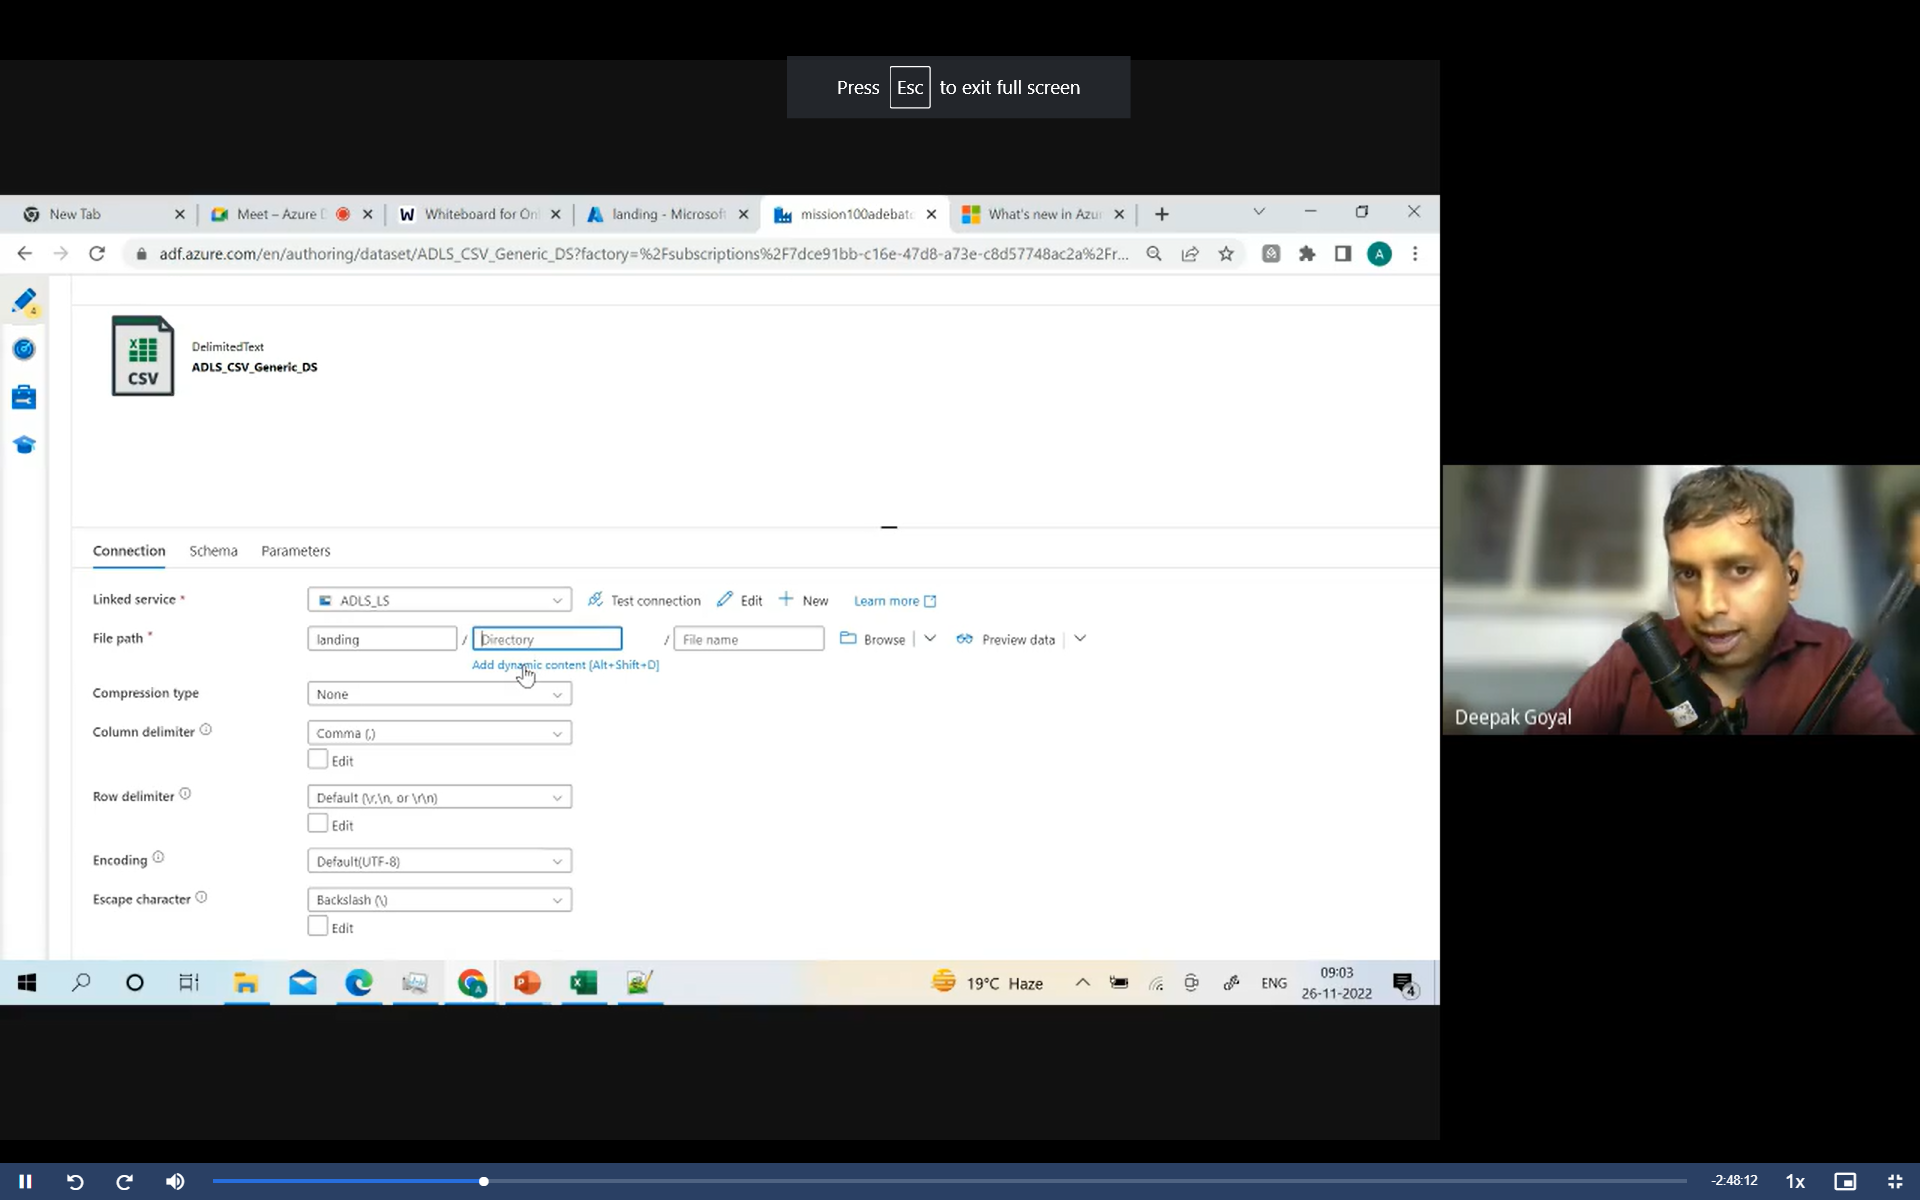 Press Esc to exit full screen
New Tab
Meet – Azure D
W Whiteboard for Onl
landing - Microsoft
mission100adebatc
What's new in Azur
adf.azure.com/en/authoring/dataset/ADLS_CSV_Generic_DS?factory=%2Fsubscriptions%2F7dce91bb-c16e-47d8-a73e-c8d57748ac2a%2Fr...
A
4
X
CSV
DelimitedText
ADLS_CSV_Generic_DS
Connection Schema Parameters
Linked service * ADLS_LS Test connection Edit New Learn more
File path * landing / Directory / File name Browse Preview data
Add dynamic content [Alt+Shift+D]
Compression type None
Column delimiter Comma (,)
Edit
Row delimiter Default (\r,\n, or \r\n)
Edit
Encoding Default(UTF-8)
Escape character Backslash (\)
Edit
Deepak Goyal
19°C Haze ENG 09:03
26-11-2022
4
-2:48:12 1x